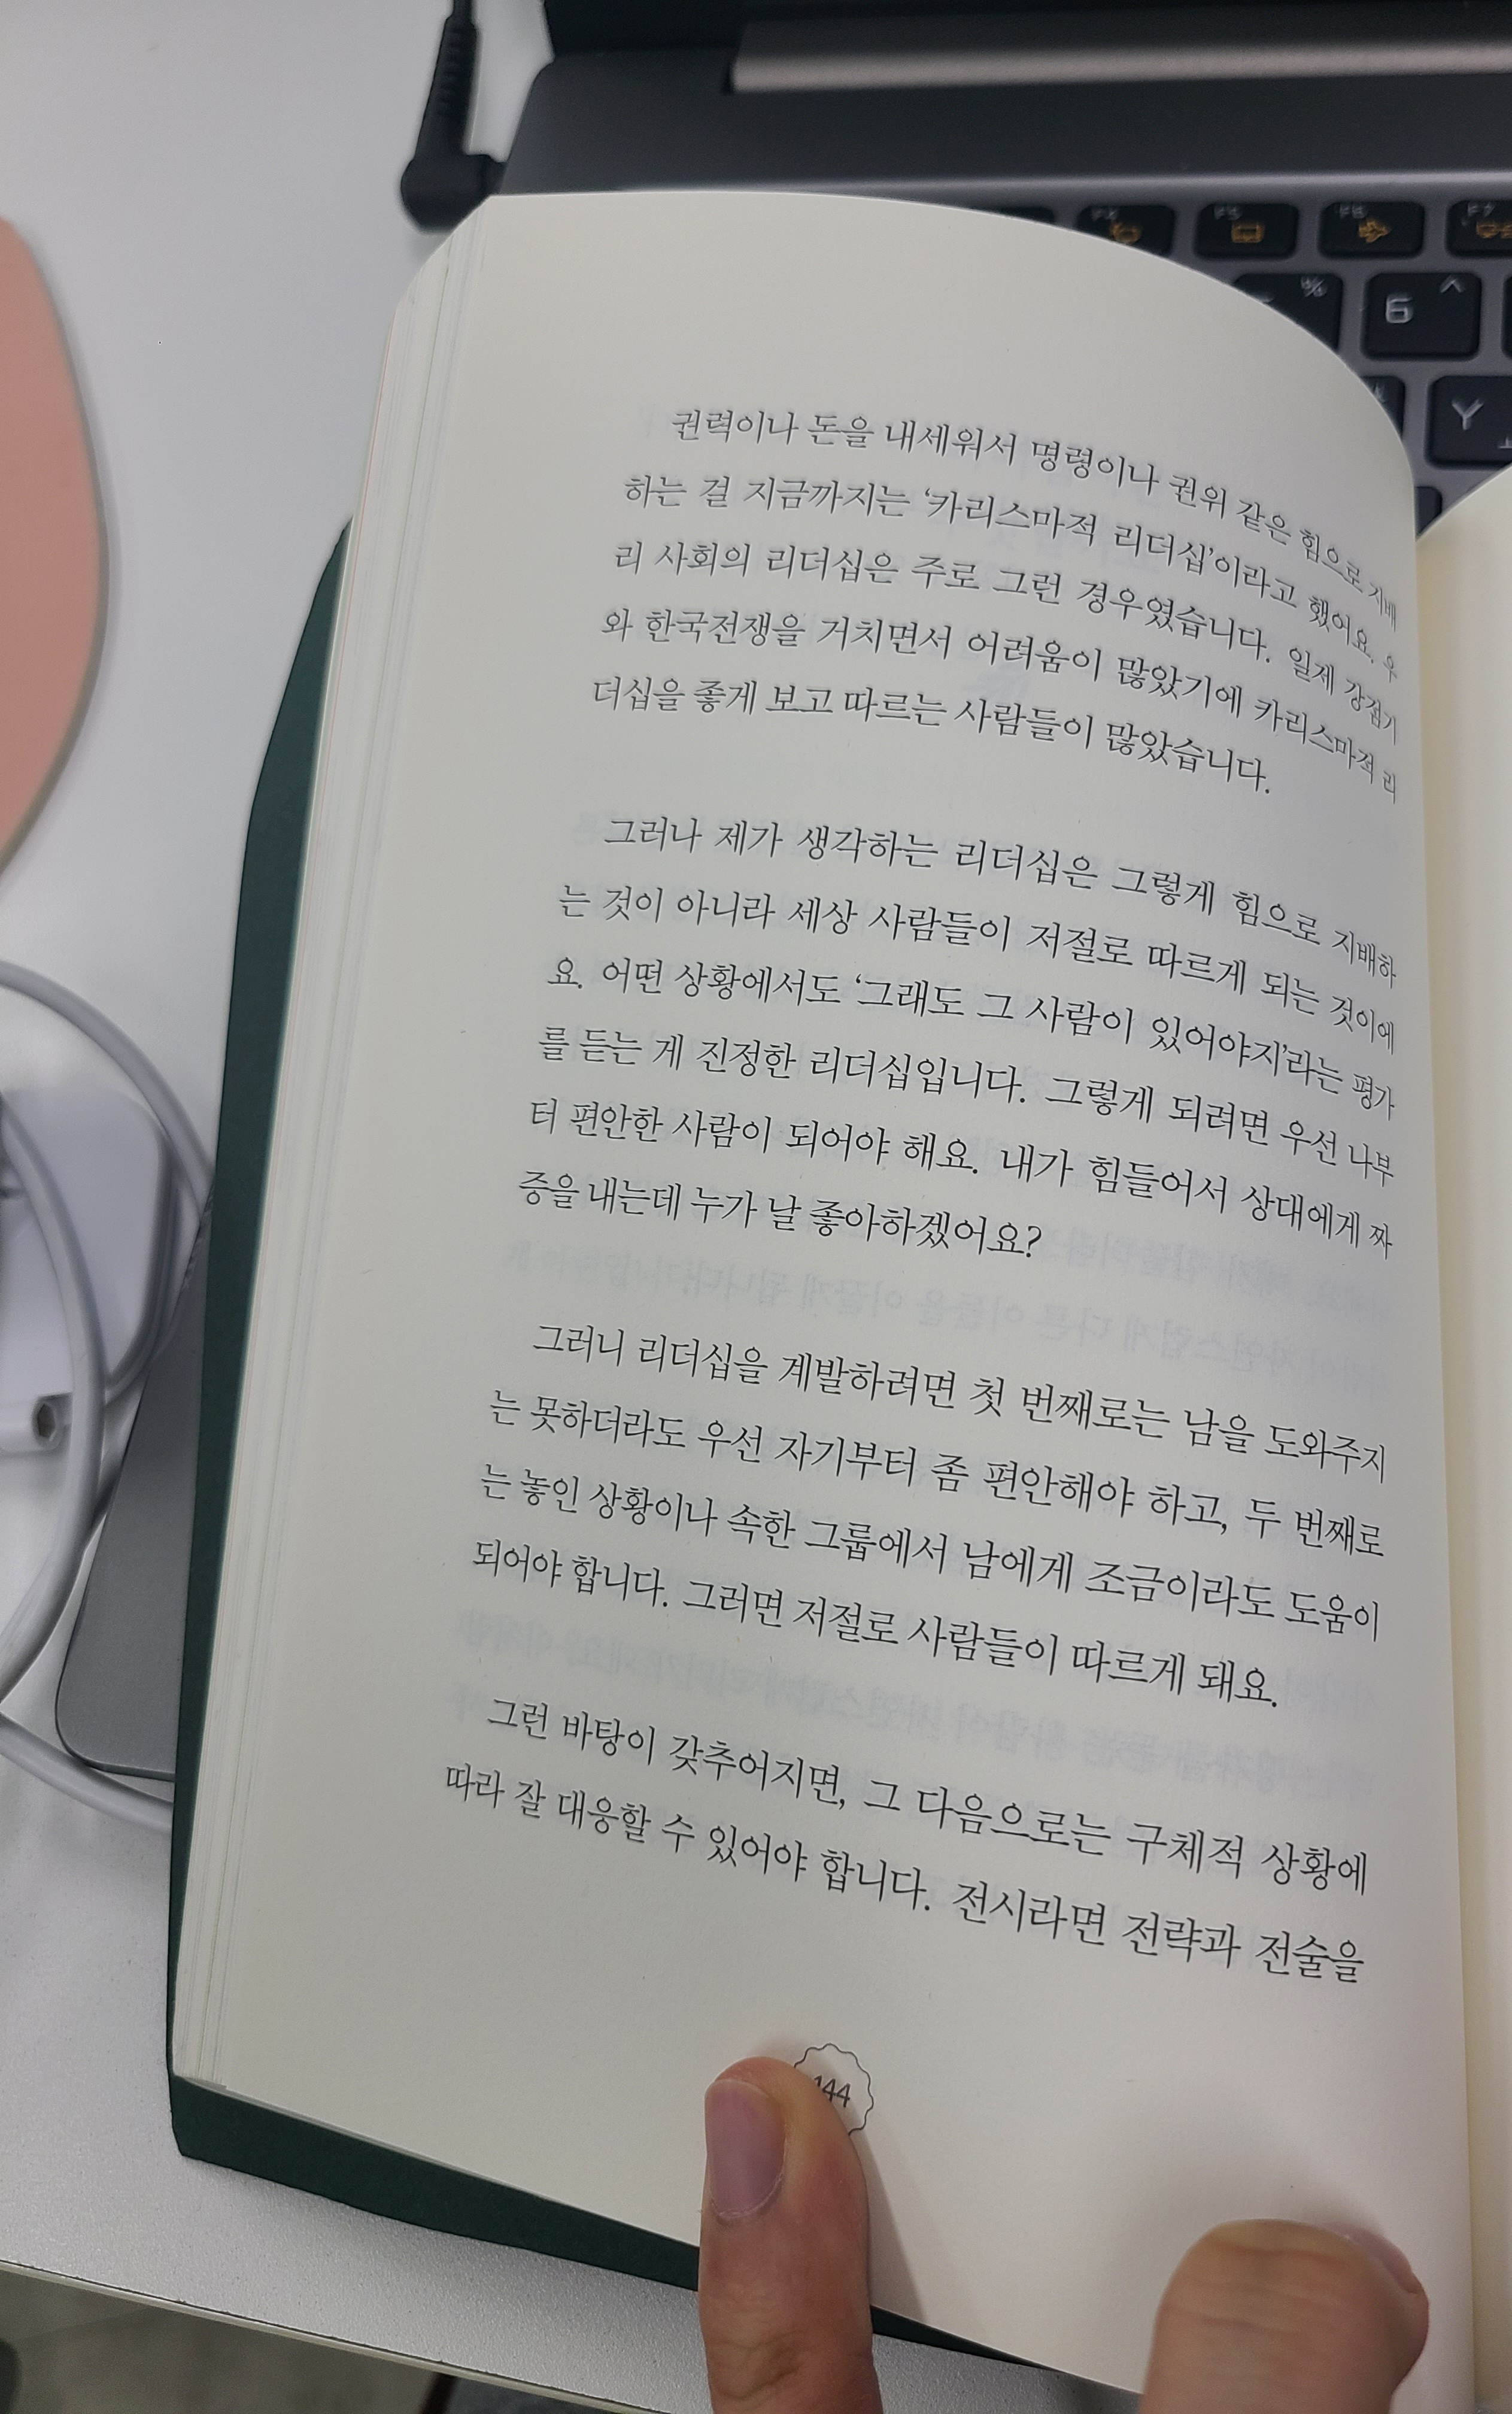 권력이나 돈을 내세워서 명령이나 권위 같은 힘으로 지배
하는 걸 지금까지는 ‘카리스마적 리더십’이라고 했어요. 우
리 사회의 리더십은 주로 그런 경우였습니다. 일제 강점기
와 한국전쟁을 거치면서 어려움이 많았기에 카리스마적 리
더십을 좋게 보고 따르는 사람들이 많았습니다.
그러나 제가 생각하는 리더십은 그렇게 힘으로 지배하
는 것이 아니라 세상 사람들이 저절로 따르게 되는 것이에
요. 어떤 상황에서도 ‘그래도 그 사람이 있어야지’라는 평가
를 듣는 게 진정한 리더십입니다. 그렇게 되려면 우선 나부
터 편안한 사람이 되어야 해요. 내가 힘들어서 상대에게 짜
증을 내는데 누가 날 좋아하겠어요?
그러니 리더십을 계발하려면 첫 번째로는 남을 도와주지
는 못하더라도 우선 자기부터 좀 편안해야 하고, 두 번째로
는 놓인 상황이나 속한 그룹에서 남에게 조금이라도 도움이
되어야 합니다. 그러면 저절로 사람들이 따르게 돼요.
그런 바탕이 갖추어지면, 그 다음으로는 구체적 상황에
따라 잘 대응할 수 있어야 합니다. 전시라면 전략과 전술을
144
6 ^
Y